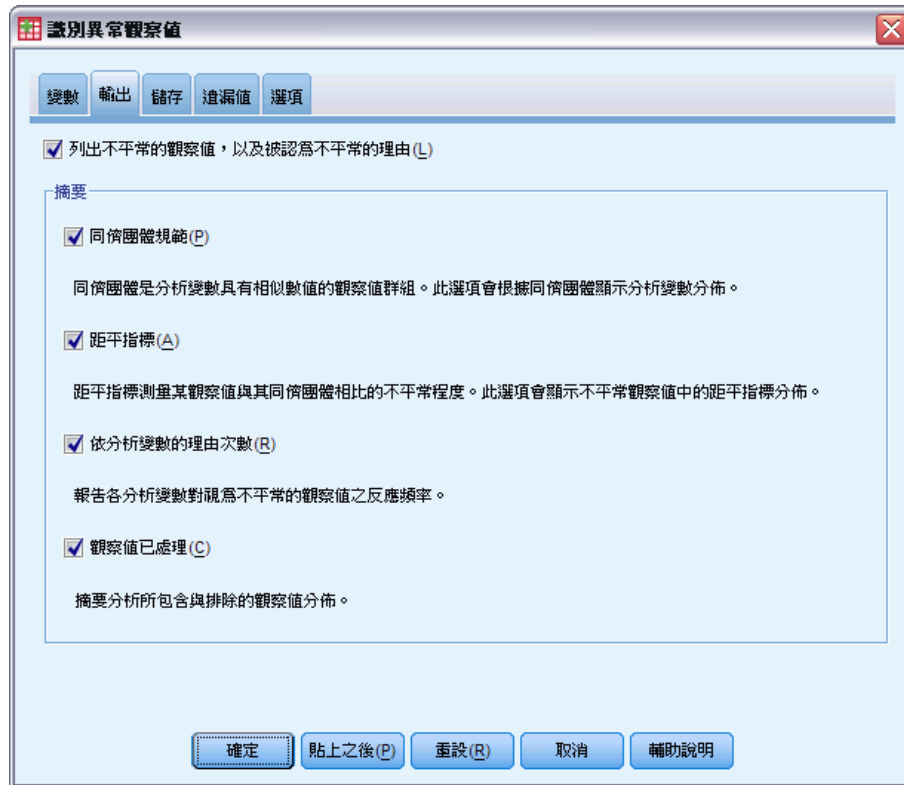 識別異常觀察值
變數 輸出 儲存 遺漏值 選項
列出不平常的觀察值，以及被認為不平常的理由(L)
摘要
同儕團體規範(P)
同儕團體是分析變數具有相似數值的觀察值群組。此選項會根據同儕團體顯示分析變數分佈。
距平指標(A)
距平指標測量某觀察值與其同儕團體相比的不平常程度。此選項會顯示不平常觀察值中的距平指標分佈。
依分析變數的理由次數(R)
報告各分析變數對視為不平常的觀察值之反應頻率。
觀察值已處理(C)
摘要分析所包含與排除的觀察值分佈。
確定 貼上之後(P) 重設(R) 取消 輔助說明